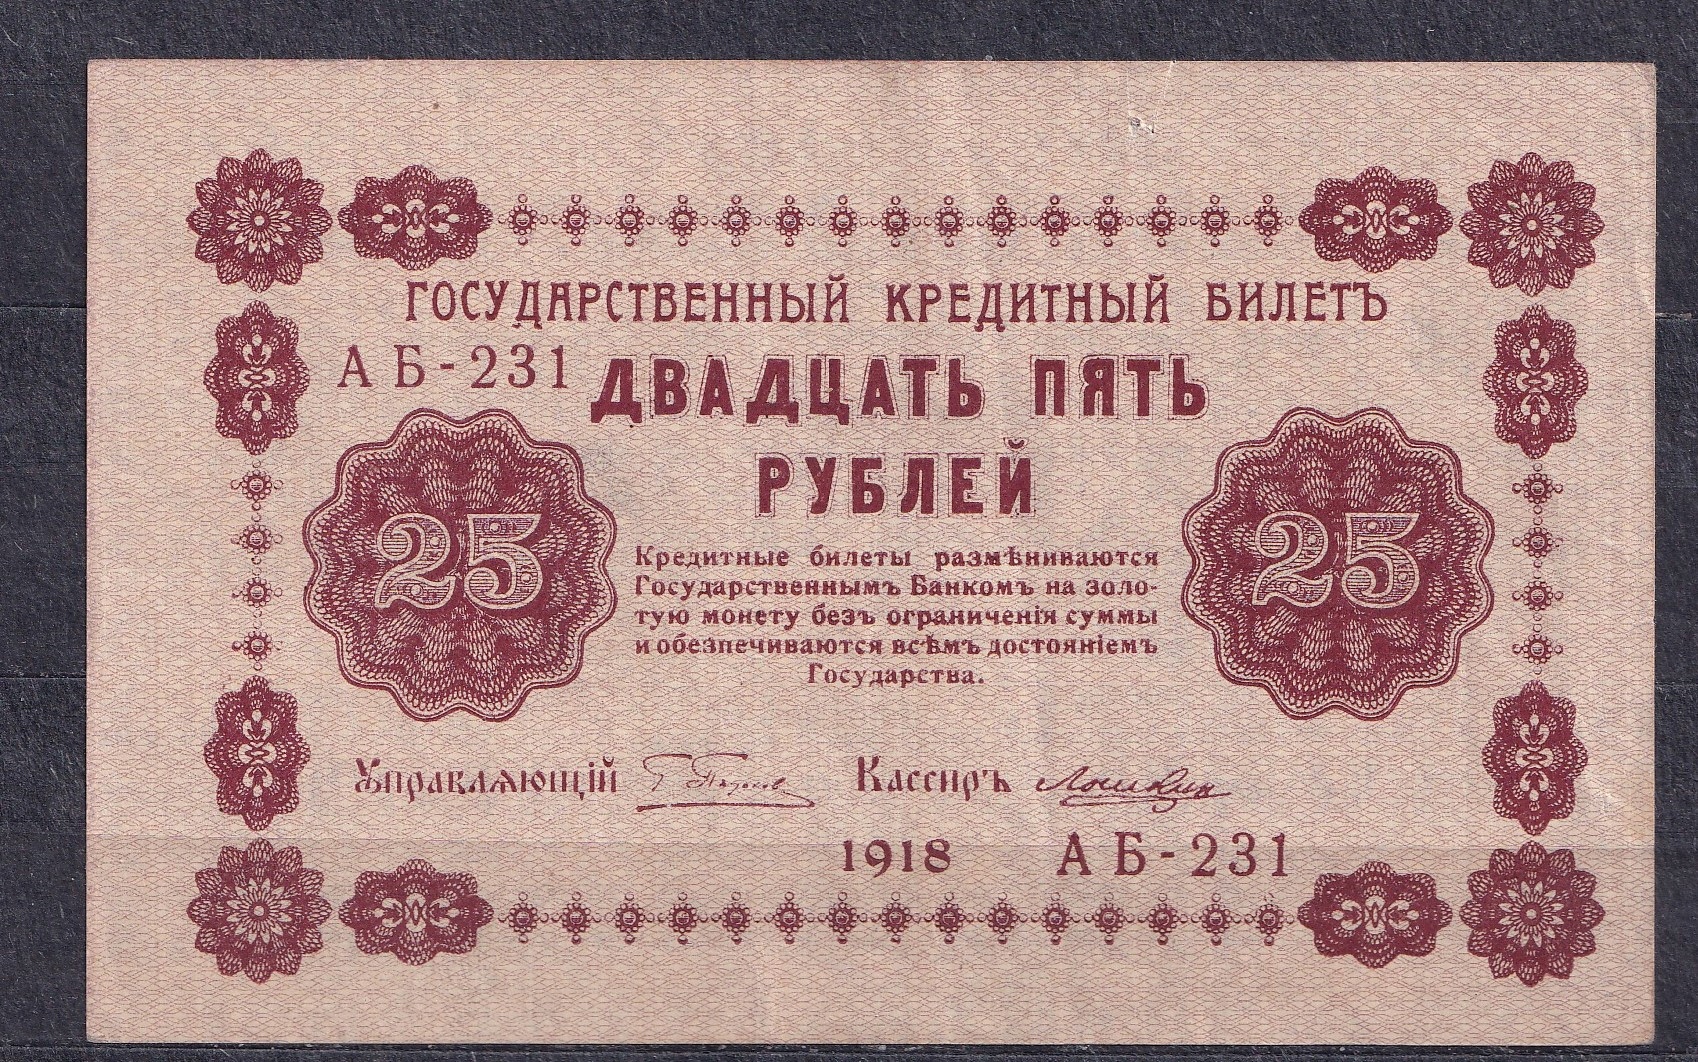 ГОСУДАРСТВЕННЫЙ КРЕДИТНЫЙ БИЛЕТЪ
АБ-231
ДВАДЦАТЬ ПЯТЬ
РУБЛЕЙ
25
25
Кредитные билеты размѣниваются
Государственнымъ Банкомъ на золо-
тую монету безъ ограниченія суммы
и обезпечиваются всѣмъ достояніемъ
Государства.
Управляющій
Кассиръ
1918 АБ-231